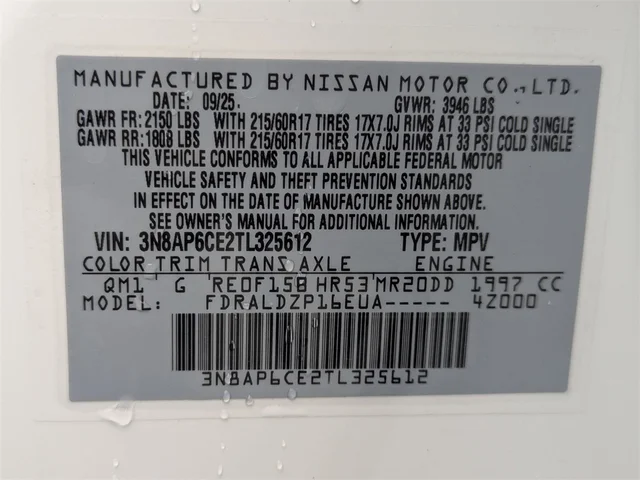 MANUFACTURED BY NISSAN MOTOR CO., LTD.
DATE: 09/25. GVWR: 3946 LBS
GAWR FR: 2150 LBS WITH 215/60R17 TIRES 17X7.0J RIMS AT 33 PSI COLD SINGLE
GAWR RR: 1808 LBS WITH 215/60R17 TIRES 17X7.0J RIMS AT 33 PSI COLD SINGLE
THIS VEHICLE CONFORMS TO ALL APPLICABLE FEDERAL MOTOR
VEHICLE SAFETY AND THEFT PREVENTION STANDARDS
IN EFFECT ON THE DATE OF MANUFACTURE SHOWN ABOVE.
SEE OWNER'S MANUAL FOR ADDITIONAL INFORMATION.
VIN: 3N8AP6CE2TL325612 TYPE: MPV
COLOR TRIM TRANS AXLE ENGINE
QM1 G RE0F15B HR53 MR20DD 1997 CC
MODEL: FDRALDZP16EUA----- 4Z000
3N8AP6CE2TL325612